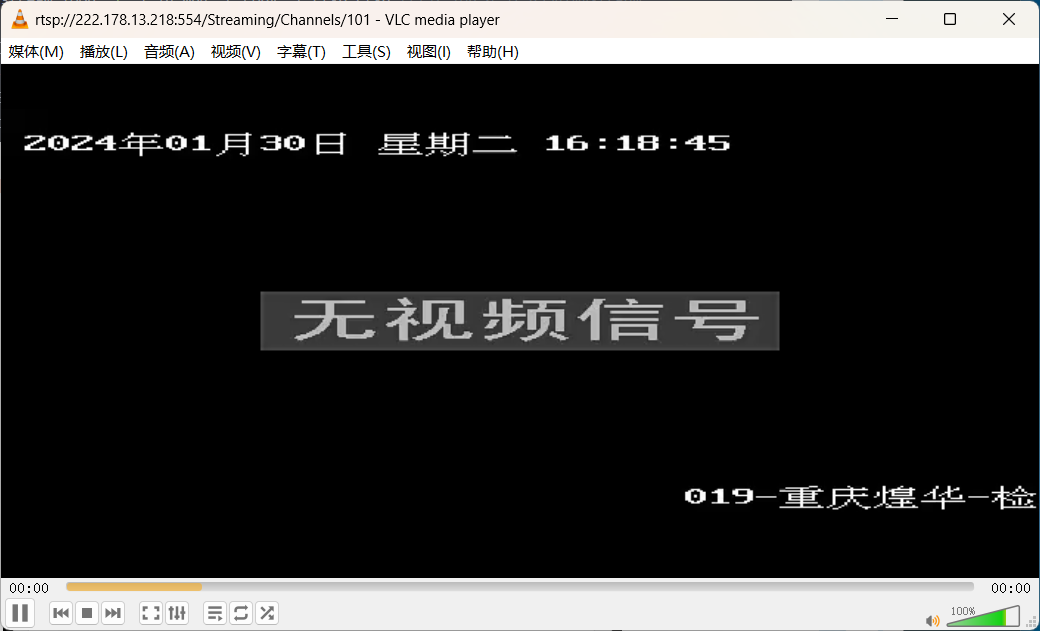 rtsp://222.178.13.218:554/Streaming/Channels/101 - VLC media player
媒体(M) 播放(L) 音频(A) 视频(V) 字幕(T) 工具(S) 视图(I) 帮助(H)
2024年01月30日 星期二 16:18:45
无视频信号
019-重庆煌华-检
00:00 00:00
100%